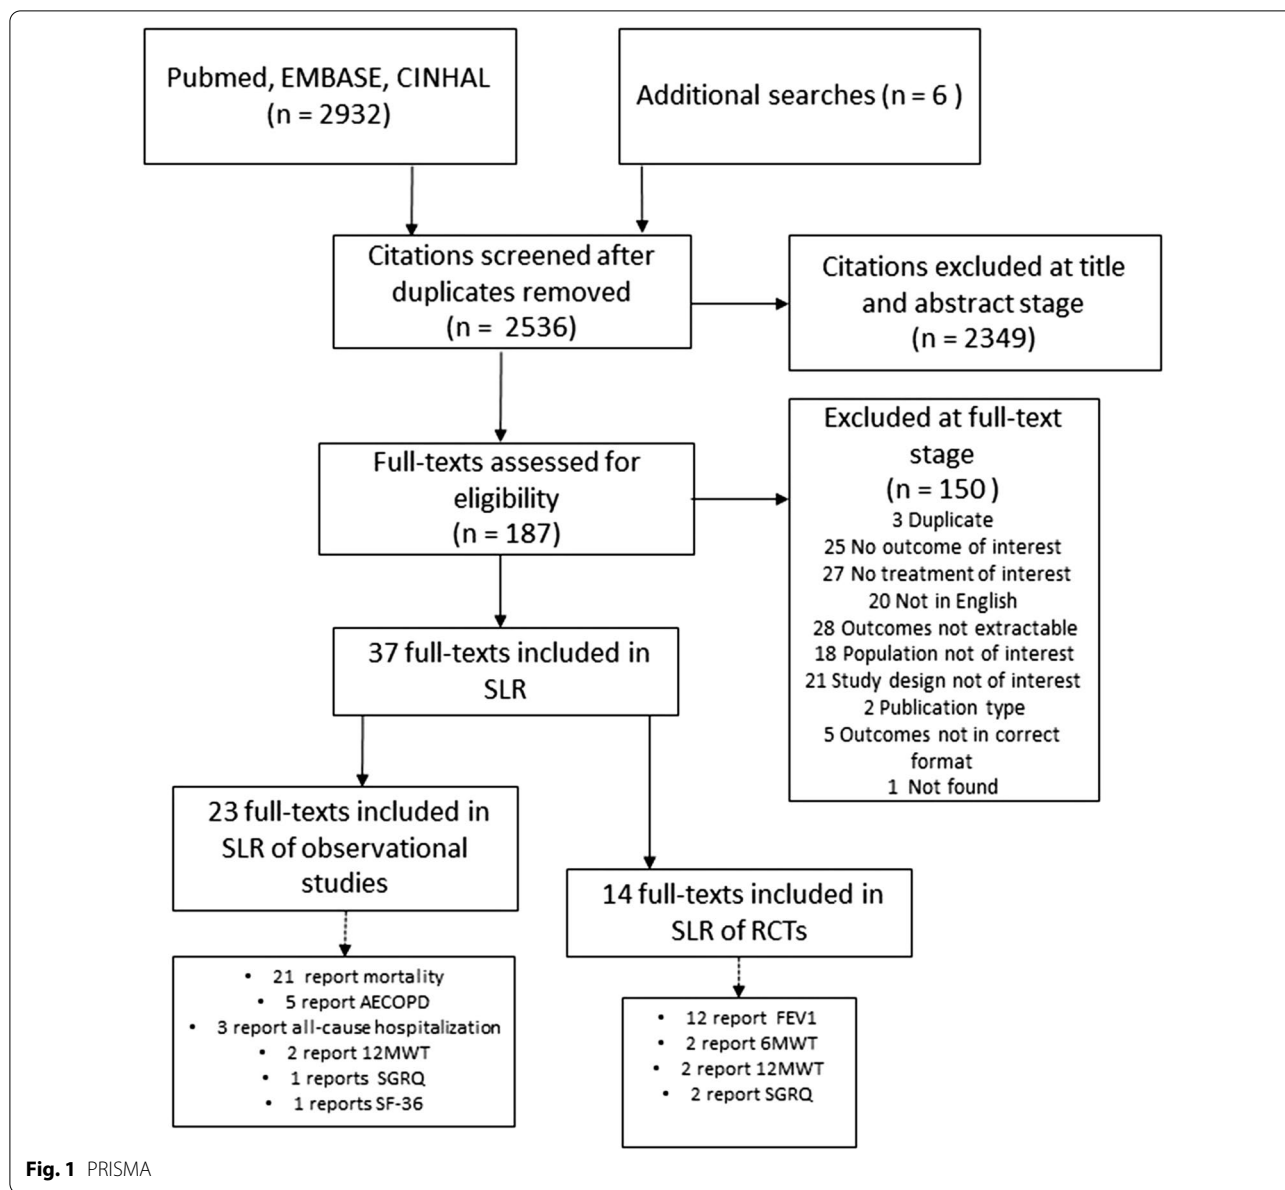 Pubmed, EMBASE, CINHAL
(n = 2932)
Additional searches (n = 6 )
Citations screened after
duplicates removed
(n =  2536)
Citations excluded at title
and abstract stage
(n = 2349)
Full-texts assessed for
eligibility
(n = 187)
Excluded at full-text
stage
(n = 150 )
3 Duplicate
25 No outcome of interest
27 No treatment of interest
20 Not in English
28 Outcomes not extractable
18 Population not of interest
21 Study design not of interest
2 Publication type
5 Outcomes not in correct
format
1 Not found
37 full-texts included in
SLR
23 full-texts included in
SLR of observational
studies
14 full-texts included in
SLR of RCTs
• 21 report mortality
• 5 report AECOPD
• 3 report all-cause hospitalization
• 2 report 12MWT
• 1 reports SGRQ
• 1 reports SF-36
• 12 report FEV1
• 2 report 6MWT
• 2 report 12MWT
• 2 report SGRQ
Fig. 1 PRISMA